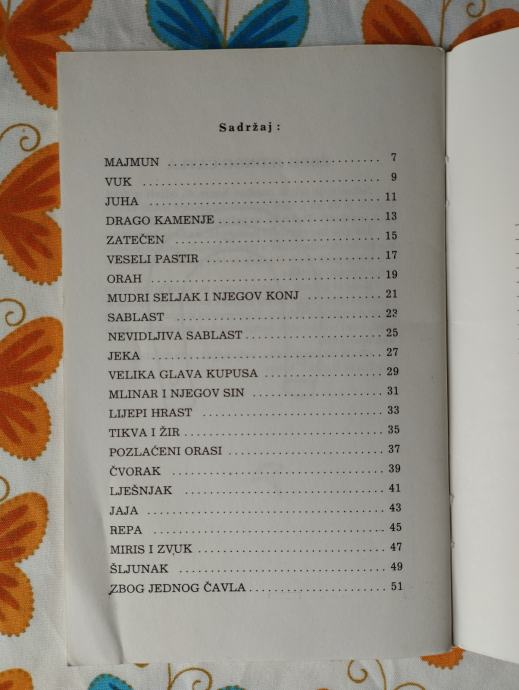 Sadržaj:
MAJMUN .................................. 7
VUK ...................................... 9
JUHA ..................................... 11
DRAGO KAMENJE .......................... 13
ZATEČEN .................................. 15
VESELI PASTIR ............................ 17
ORAH ..................................... 19
MUDRI SELJAK I NJEGOV KONJ ............ 21
SABLAST .................................. 23
NEVIDLJIVA SABLAST ...................... 25
JEKA ..................................... 27
VELIKA GLAVA KUPUSA .................... 29
MLINAR I NJEGOV SIN ..................... 31
LIJEPI HRAST .............................. 33
TIKVA I ŽIR ............................... 35
POZLAĆENI ORASI ......................... 37
ČVORAK .................................. 39
LJEŠNJAK ................................. 41
JAJA ...................................... 43
REPA ..................................... 45
MIRIS I ZVUK ............................. 47
ŠLJUNAK ................................. 49
ZBOG JEDNOG ČAVLA ...................... 51